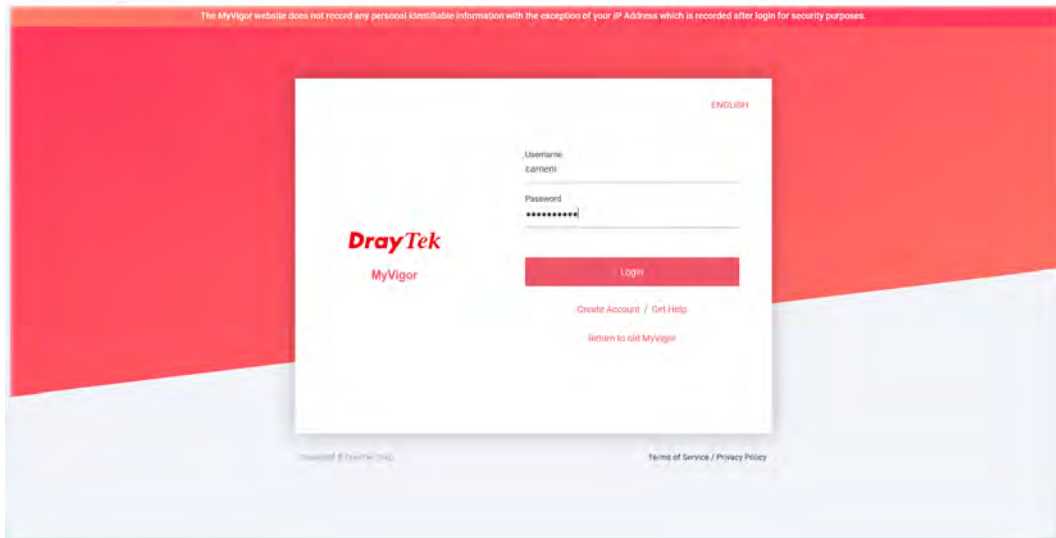 The MyVigor website does not record any personal identifiable information with the exception of your IP Address which is recorded after login for security purposes.
ENGLISH
Username
carneni
Password
DrayTek
MyVigor
Login
Create Account / Get Help
Return to old MyVigor
Terms of Service / Privacy Policy